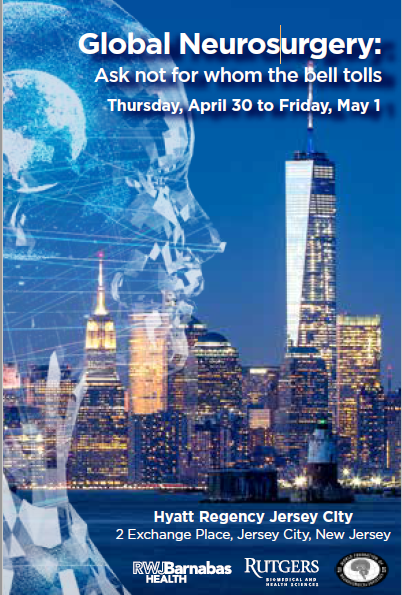 Global Neurosurgery:
Ask not for whom the bell tolls
Thursday, April 30 to Friday, May 1
Hyatt Regency Jersey City
2 Exchange Place, Jersey City, New Jersey
RWJBarnabas
HEALTH
RUTGERS
BIOMEDICAL AND
HEALTH SCIENCES